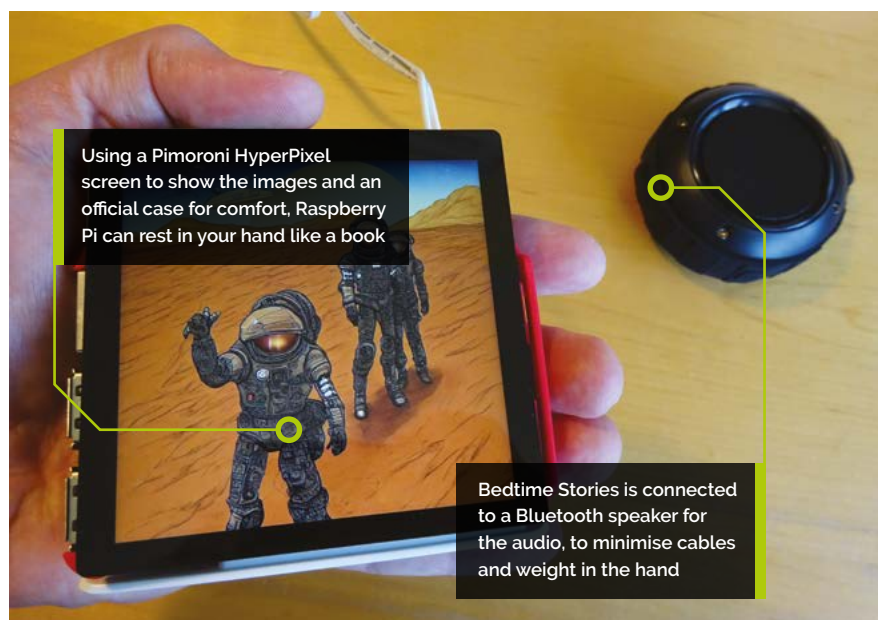 Using a Pimoroni HyperPixel
screen to show the images and an
official case for comfort, Raspberry
Pi can rest in your hand like a book
Bedtime Stories is connected
to a Bluetooth speaker for
the audio, to minimise cables
and weight in the hand